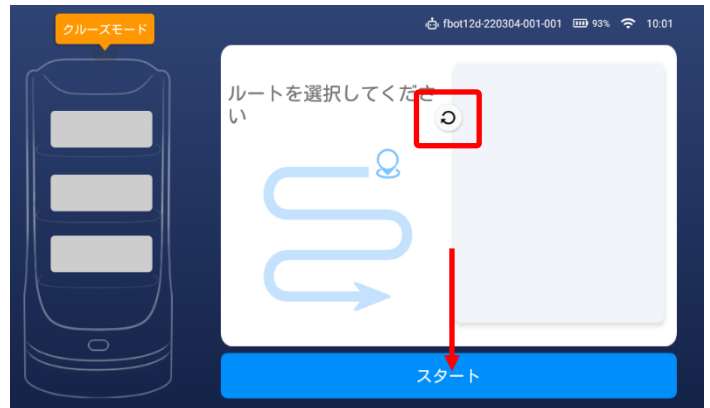 クルーズモード
fbot12d-220304-001-001 93% 10:01
ルートを選択してくださ
い
スタート